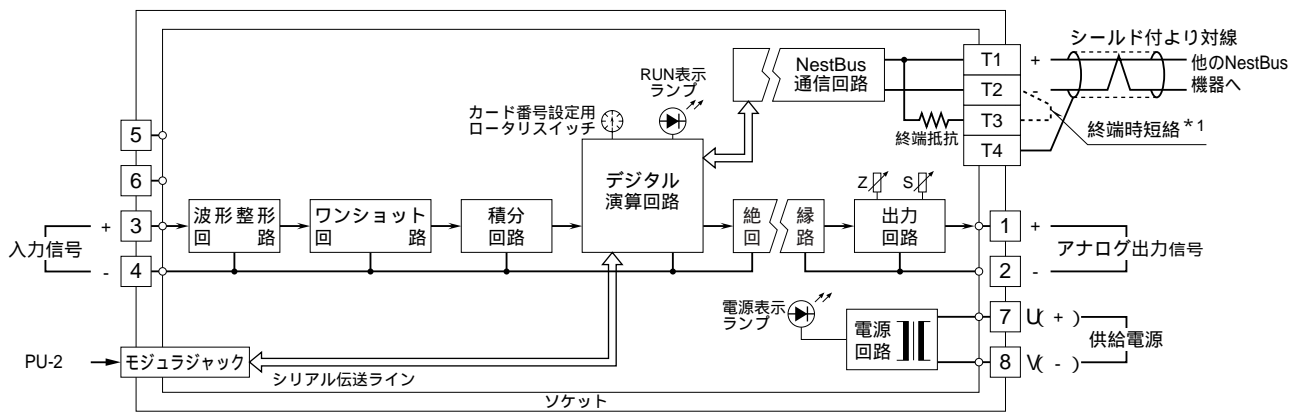 シールド付より対線
他のNestBus
機器へ
T1
+
T2
T3
T4
終端抵抗
終端時短絡*1
NestBus
通信回路
RUN表示
ランプ
カード番号設定用
ロータリスイッチ
5
6
3
+
4
-
入力信号
波形整形
回路
ワンショット
回路
積分
回路
デジタル
演算回路
絶縁
回路
Z
S
出力
回路
1
+
2
-
アナログ出力信号
電源表示
ランプ
電源
回路
7
U( + )
8
V( - )
供給電源
PU-2
モジュラジャック
シリアル伝送ライン
ソケット